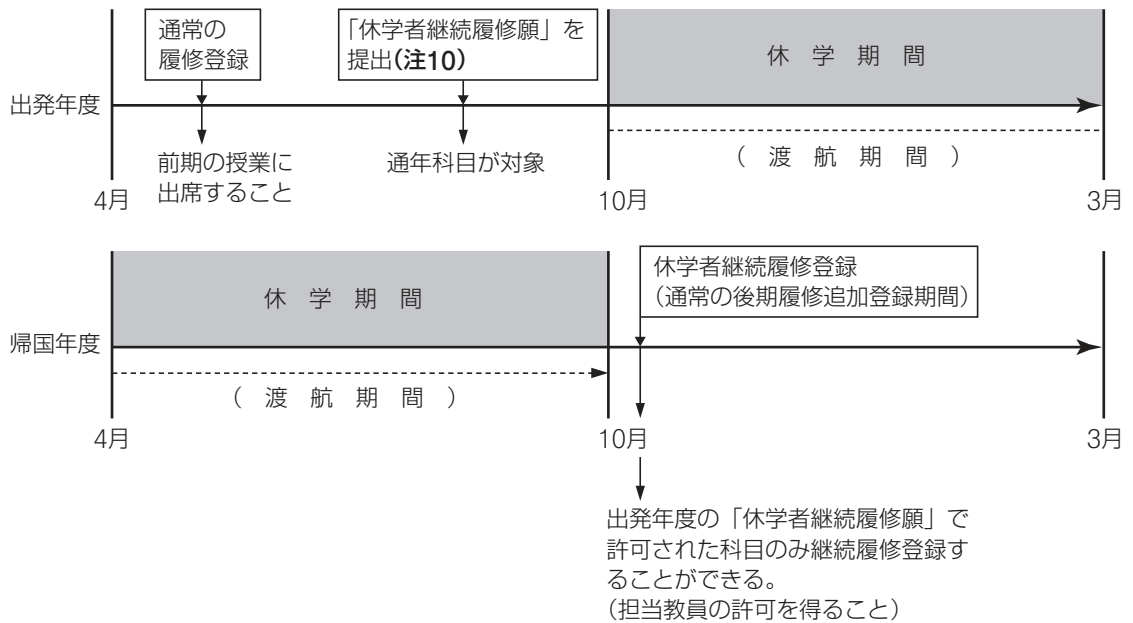 通常の
履修登録
「休学者継続履修願」を
提出(注10)
休学期間
出発年度
前期の授業に
出席すること
通年科目が対象
(渡航期間)
4月
10月
3月
休学期間
休学者継続履修登録
(通常の後期履修追加登録期間)
帰国年度
(渡航期間)
4月
10月
3月
出発年度の「休学者継続履修願」で
許可された科目のみ継続履修登録す
ることができる。
(担当教員の許可を得ること)